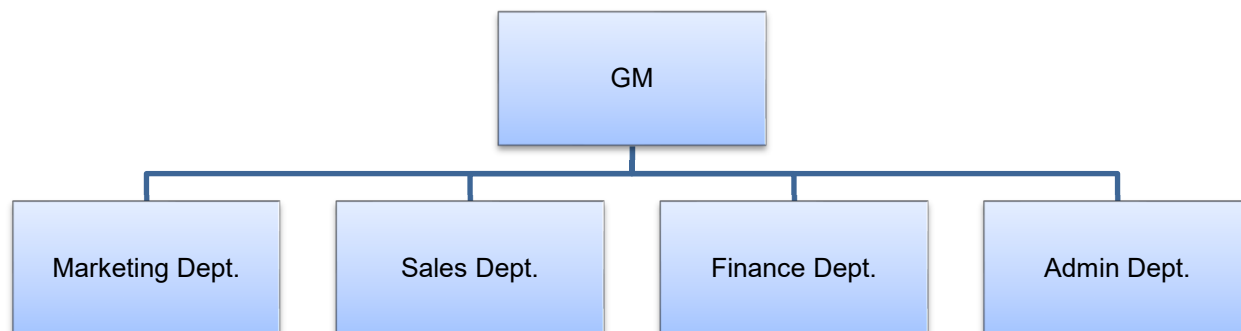 GM
Marketing Dept.
Sales Dept.
Finance Dept.
Admin Dept.